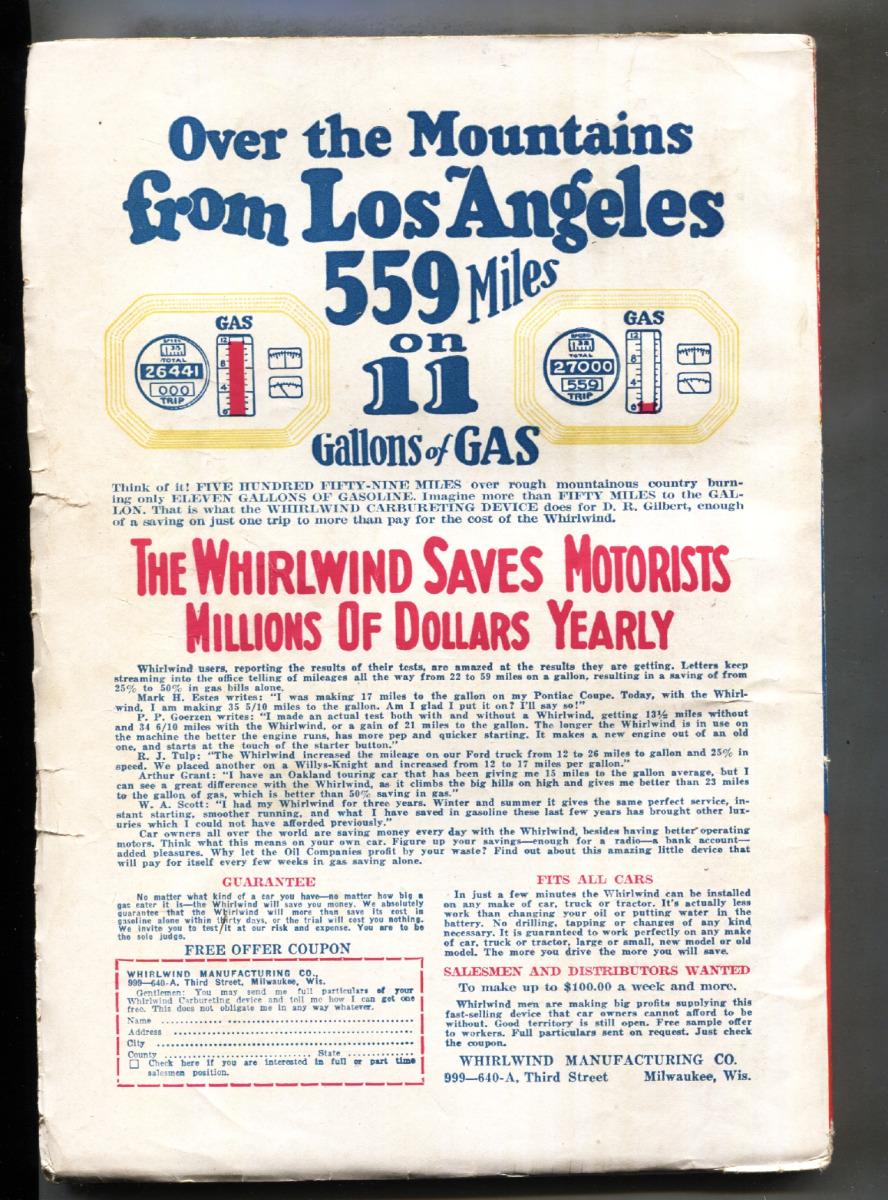 Over the Mountains
from Los Angeles
559 Miles
on
11
Gallons of GAS
GAS
12
8
4
0
SPEED
35
TOTAL
26441
000
TRIP
GAS
12
8
4
0
SPEED
35
TOTAL
27000
559
TRIP
Think of it! FIVE HUNDRED FIFTY-NINE MILES over rough mountainous country burn-
ing only ELEVEN GALLONS OF GASOLINE. Imagine more than FIFTY MILES to the GAL-
LON. That is what the WHIRLWIND CARBURETING DEVICE does for D. R. Gilbert, enough
of a saving on just one trip to more than pay for the cost of the Whirlwind.
THE WHIRLWIND SAVES MOTORISTS
MILLIONS OF DOLLARS YEARLY
Whirlwind users, reporting the results of their tests, are amazed at the results they are getting. Letters keep
streaming into the office telling of mileages all the way from 22 to 59 miles on a gallon, resulting in a saving of from
25% to 50% in gas bills alone.
Mark H. Estes writes: "I was making 17 miles to the gallon on my Pontiac Coupe. Today, with the Whirl-
wind, I am making 35 5/10 miles to the gallon. Am I glad I put it on? I'll say so!"
P. P. Goerzen writes: "I made an actual test both with and without a Whirlwind, getting 13½ miles without
and 34 6/10 miles with the Whirlwind, or a gain of 21 miles to the gallon. The longer the Whirlwind is in use on
the machine the better the engine runs, has more pep and quicker starting. It makes a new engine out of an old
one, and starts at the touch of the starter button."
R. J. Tulp: "The Whirlwind increased the mileage on our Ford truck from 12 to 26 miles to gallon and 25% in
speed. We placed another on a Willys-Knight and increased from 12 to 17 miles per gallon."
Arthur Grant: "I have an Oakland touring car that has been giving me 15 miles to the gallon average, but I
can see a great difference with the Whirlwind, as it climbs the big hills on high and gives me better than 23 miles
to the gallon of gas, which is better than 50% saving in gas."
W. A. Scott: "I had my Whirlwind for three years. Winter and summer it gives the same perfect service, in-
stant starting, smoother running, and what I have saved in gasoline these last few years has brought other lux-
uries which I could not have afforded previously."
Car owners all over the world are saving money every day with the Whirlwind, besides having better operating
motors. Think what this means on your own car. Figure up your savings—enough for a radio—a bank account—
added pleasures. Why let the Oil Companies profit by your waste? Find out about this amazing little device that
will pay for itself every few weeks in gas saving alone.
GUARANTEE
No matter what kind of a car you have—no matter how big a
gas eater it is—the Whirlwind will save you money. We absolutely
guarantee that the Whirlwind will more than save its cost in
gasoline alone within thirty days, or the trial will cost you nothing.
We invite you to test it at our risk and expense. You are to be
the sole judge.
FREE OFFER COUPON
WHIRLWIND MANUFACTURING CO.,
999—640-A, Third Street, Milwaukee, Wis.
Gentlemen: You may send me full particulars of your
Whirlwind Carbureting device and tell me how I can get one
free. This does not obligate me in any way whatever.
Name
Address
City
County State
Check here if you are interested in full or part time
salesmen position.
FITS ALL CARS
In just a few minutes the Whirlwind can be installed
on any make of car, truck or tractor. It's actually less
work than changing your oil or putting water in the
battery. No drilling, tapping or changes of any kind
necessary. It is guaranteed to work perfectly on any make
of car, truck or tractor, large or small, new model or old
model. The more you drive the more you will save.
SALESMEN AND DISTRIBUTORS WANTED
To make up to $100.00 a week and more.
Whirlwind men are making big profits supplying this
fast-selling device that car owners cannot afford to be
without. Good territory is still open. Free sample offer
to workers. Full particulars sent on request. Just check
the coupon.
WHIRLWIND MANUFACTURING CO.
999—640-A, Third Street Milwaukee, Wis.